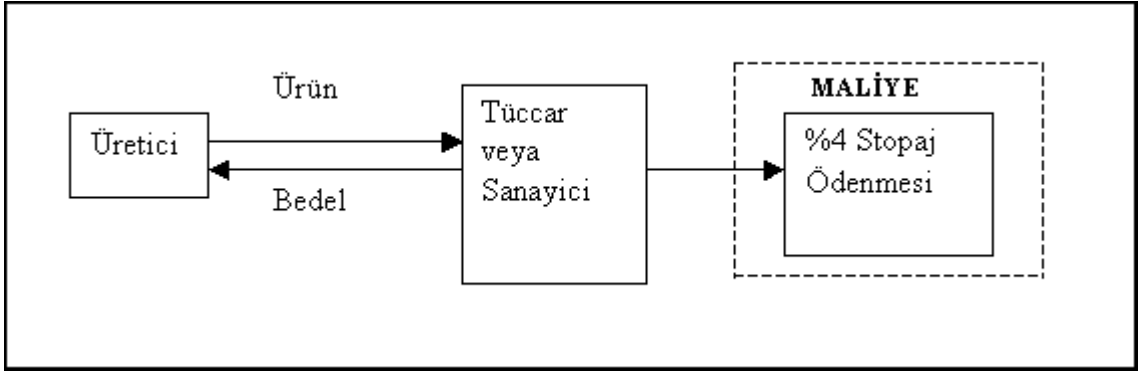 Ürün
Üretici
Bedel
Tüccar
veya
Sanayici
MALİYE
%4 Stopaj
Ödenmesi